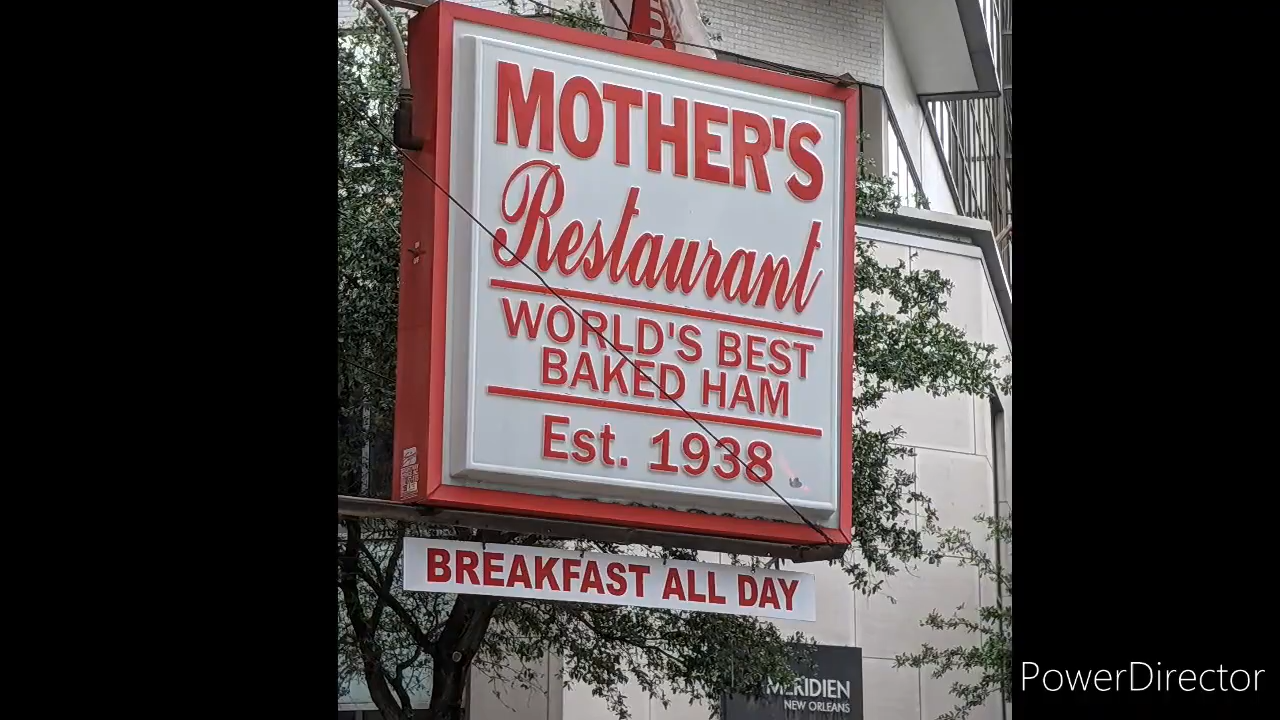 MOTHER'S
Restaurant
WORLD'S BEST
BAKED HAM
Est. 1938
BREAKFAST ALL DAY
MERIDIEN
NEW ORLEANS
PowerDirector